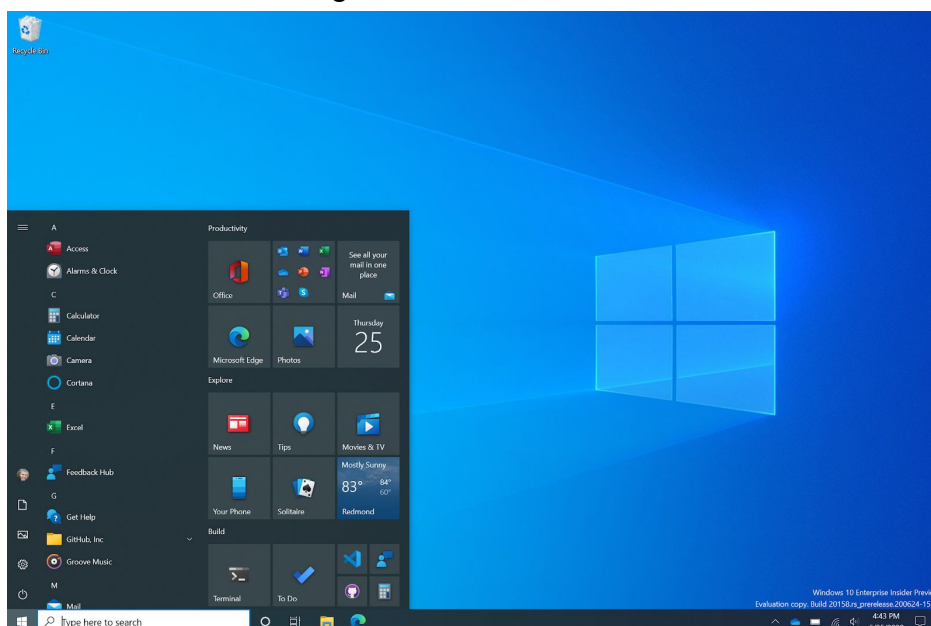 Recycle Bin
A
Access
Alarms & Clock
C
Calculator
Calendar
Camera
Cortana
E
Excel
F
Feedback Hub
G
Get Help
GitHub, Inc
Groove Music
M
Mail
Productivity
Office
See all your
mail in one
place
Mail
Microsoft Edge
Photos
Thursday
25
Explore
News
Tips
Movies & TV
Your Phone
Solitaire
Mostly Sunny
83°
84°
60°
Redmond
Build
Terminal
To Do
Windows 10 Enterprise Insider Previ
Evaluation copy. Build 20158.rs_prerelease.200624-15
Type here to search
4:43 PM